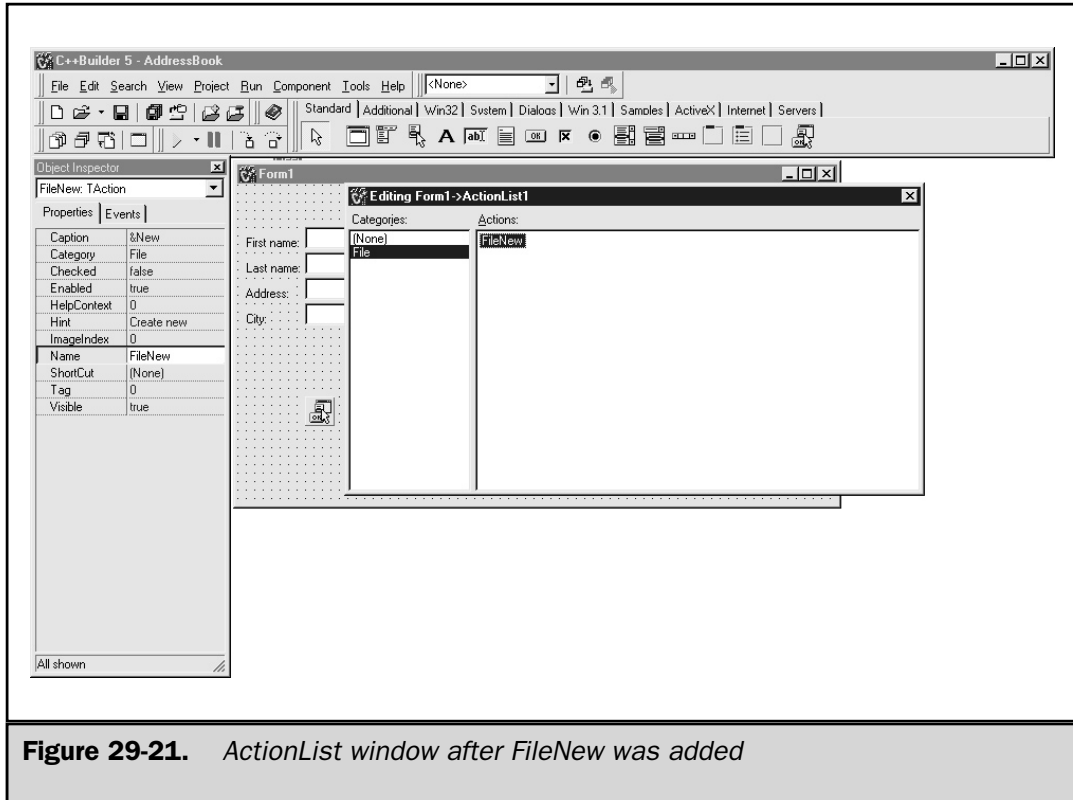 C++Builder 5 - AddressBook
File Edit Search View Project Run Component Tools Help <None>
Standard Additional Win32 System Dialogs Win 3.1 Samples ActiveX Internet Servers
A ab OK
Object Inspector
FileNew: TAction
Properties Events
Caption &New
Category File
Checked false
Enabled true
HelpContext 0
Hint Create new
ImageIndex 0
Name FileNew
ShortCut (None)
Tag 0
Visible true
All shown
Form1
First name:
Last name:
Address:
City:
OK
Editing Form1->ActionList1
Categories: Actions:
(None) FileNew
File
Figure 29-21. ActionList window after FileNew was added